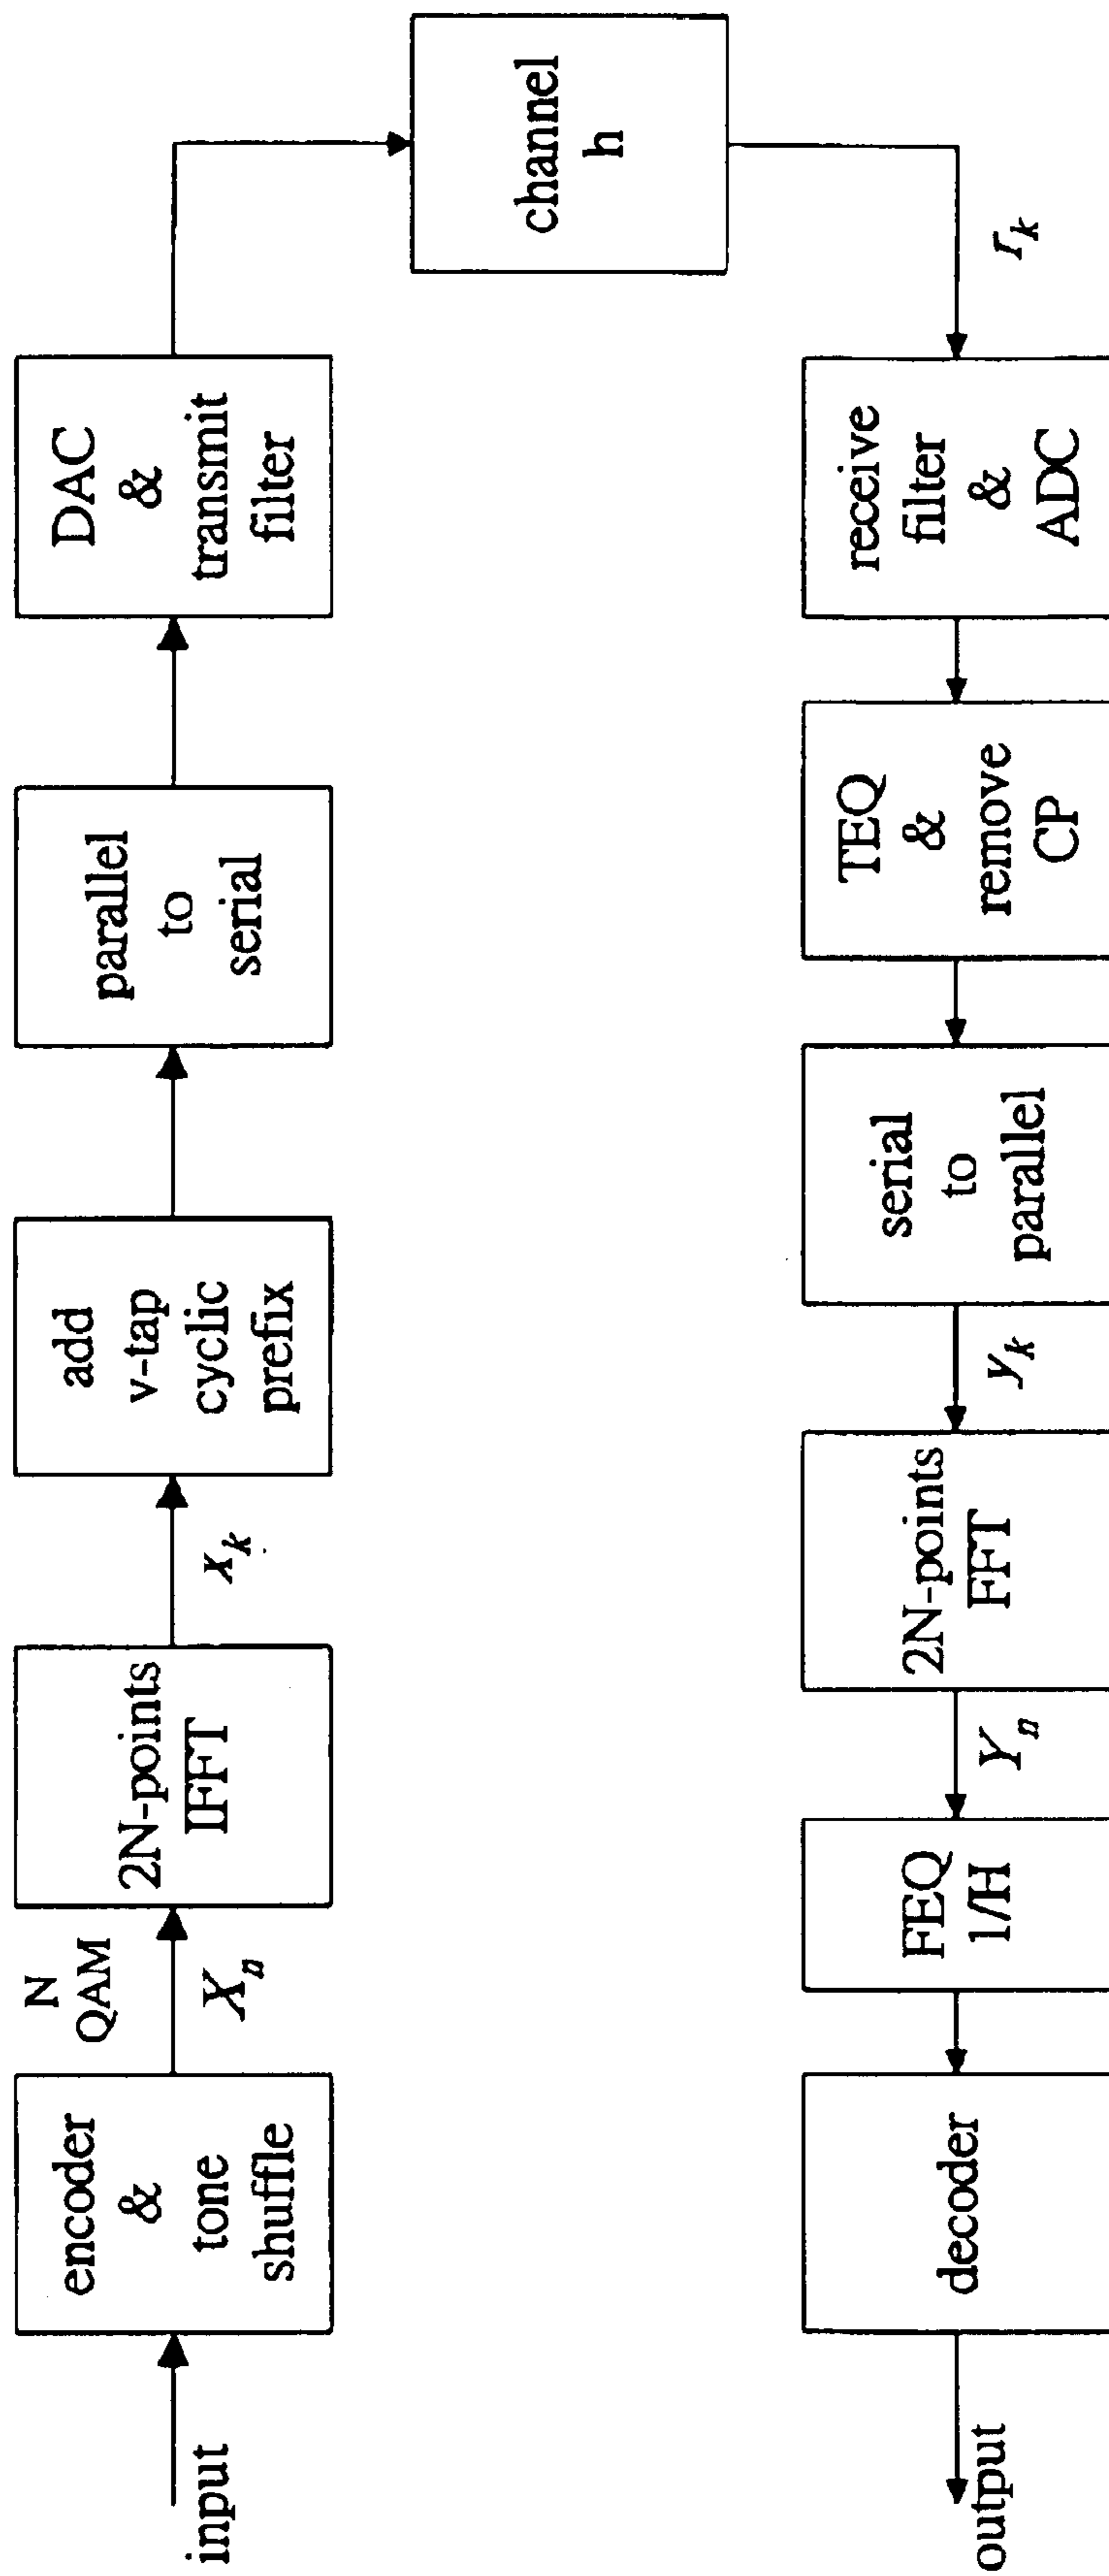 input
encoder
&
tone
shuffle
N
QAM
X_n
2N-points
IFFT
x_k
add
v-tap
cyclic
prefix
parallel
to
serial
DAC
&
transmit
filter
channel
h
r_k
receive
filter
&
ADC
TEQ
&
remove
CP
serial
to
parallel
y_k
2N-points
FFT
Y_n
FEQ
1/H
decoder
output